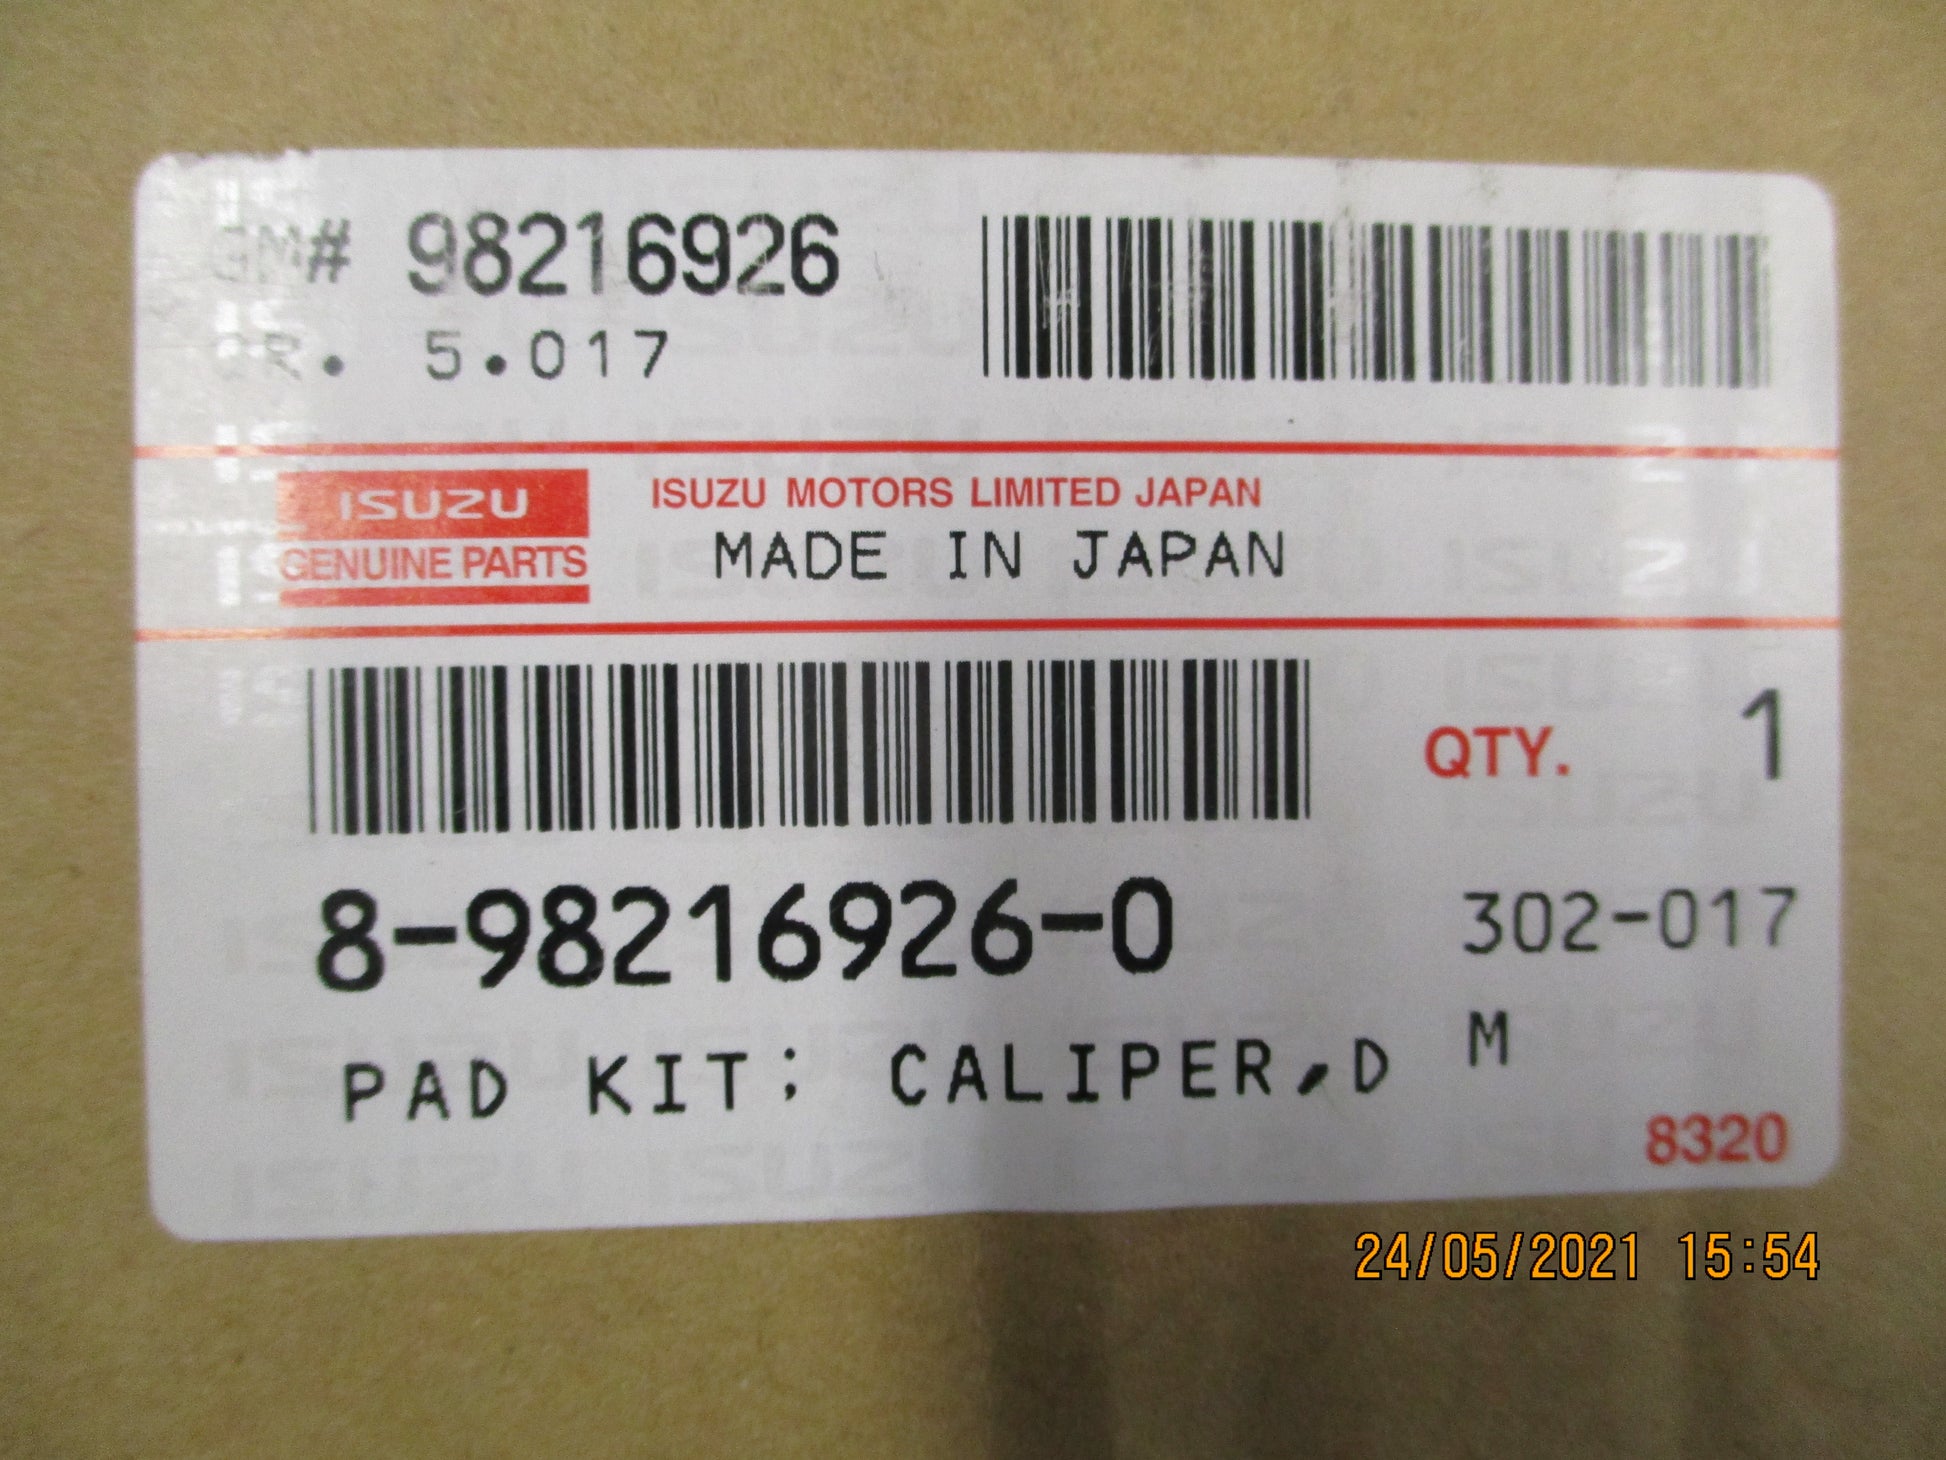 GM# 98216926
GR. 5.017
ISUZU
GENUINE PARTS
ISUZU MOTORS LIMITED JAPAN
MADE IN JAPAN
QTY. 1
8-98216926-0 302-017
PAD KIT; CALIPER,D M
8320
24/05/2021 15:54